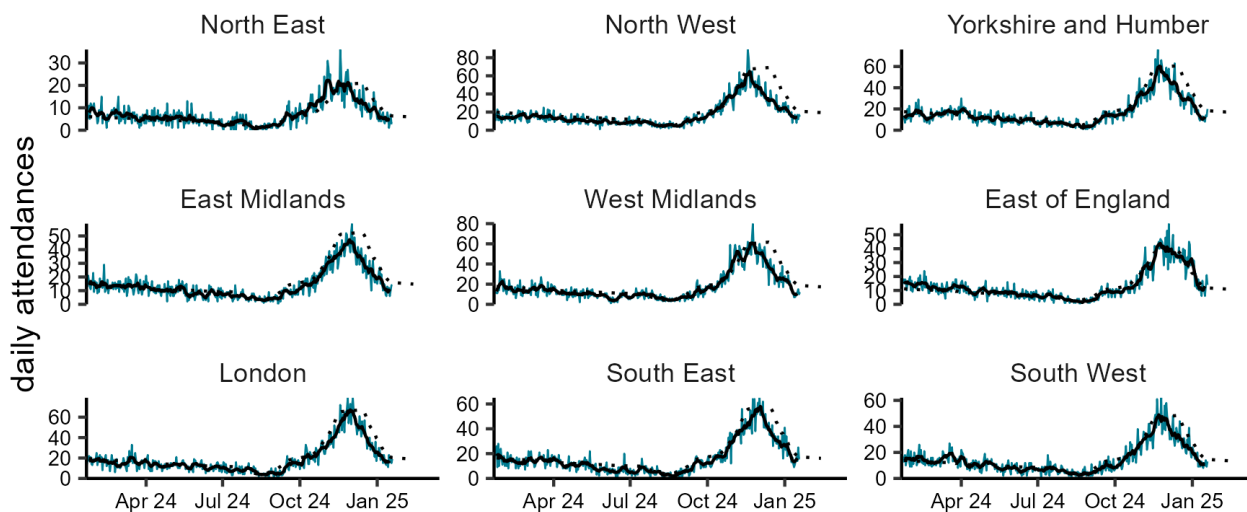 North East North West Yorkshire and Humber
30 80 60
20 60 40
10 40 20
0 20 0
0
East Midlands West Midlands East of England
50 80 50
40 60 40
30 40 30
20 20 20
10 0 10
0 0
daily attendances
London South East South West
60 60 60
40 40 40
20 20 20
0 0 0
Apr 24 Jul 24 Oct 24 Jan 25 Apr 24 Jul 24 Oct 24 Jan 25 Apr 24 Jul 24 Oct 24 Jan 25